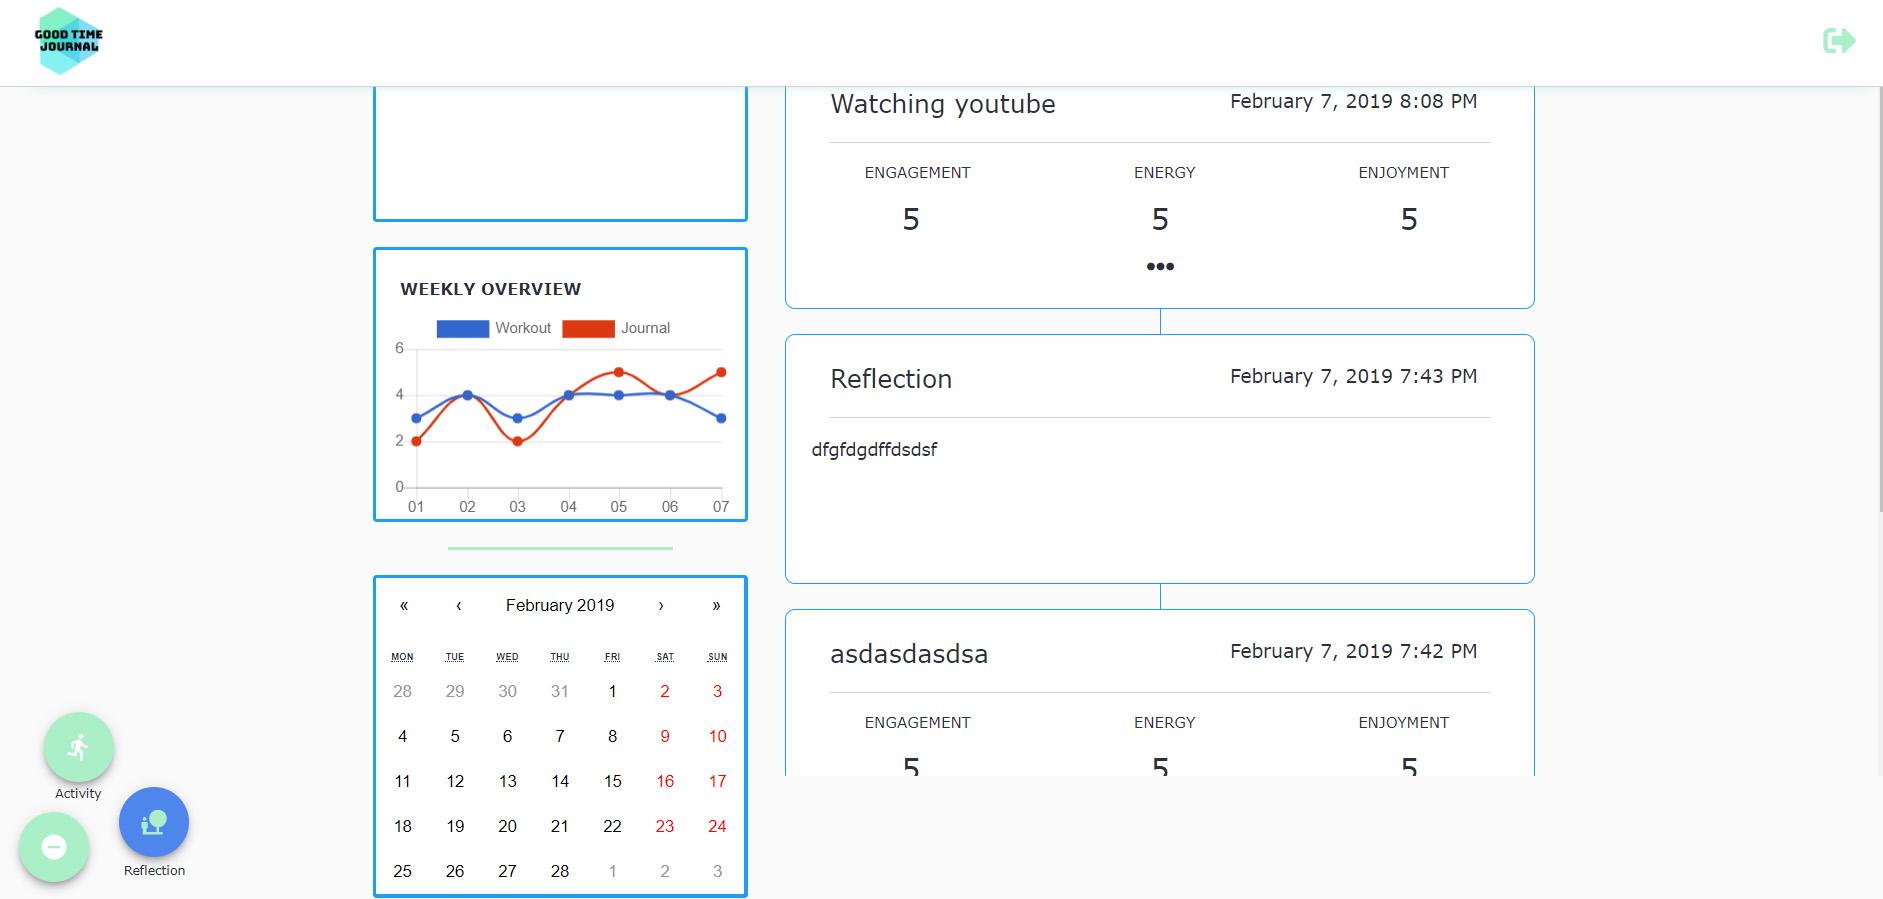 GOOD TIME
JOURNAL
WEEKLY OVERVIEW
Workout Journal
6
4
2
0
01 02 03 04 05 06 07
« ‹ February 2019 › »
MON TUE WED THU FRI SAT SUN
28 29 30 31 1 2 3
4 5 6 7 8 9 10
11 12 13 14 15 16 17
18 19 20 21 22 23 24
25 26 27 28 1 2 3
Watching youtube February 7, 2019 8:08 PM
ENGAGEMENT ENERGY ENJOYMENT
5 5 5
Reflection February 7, 2019 7:43 PM
dfgfdgdffdsdsf
asdasdasdsa February 7, 2019 7:42 PM
ENGAGEMENT ENERGY ENJOYMENT
5 5 5
Activity
Reflection